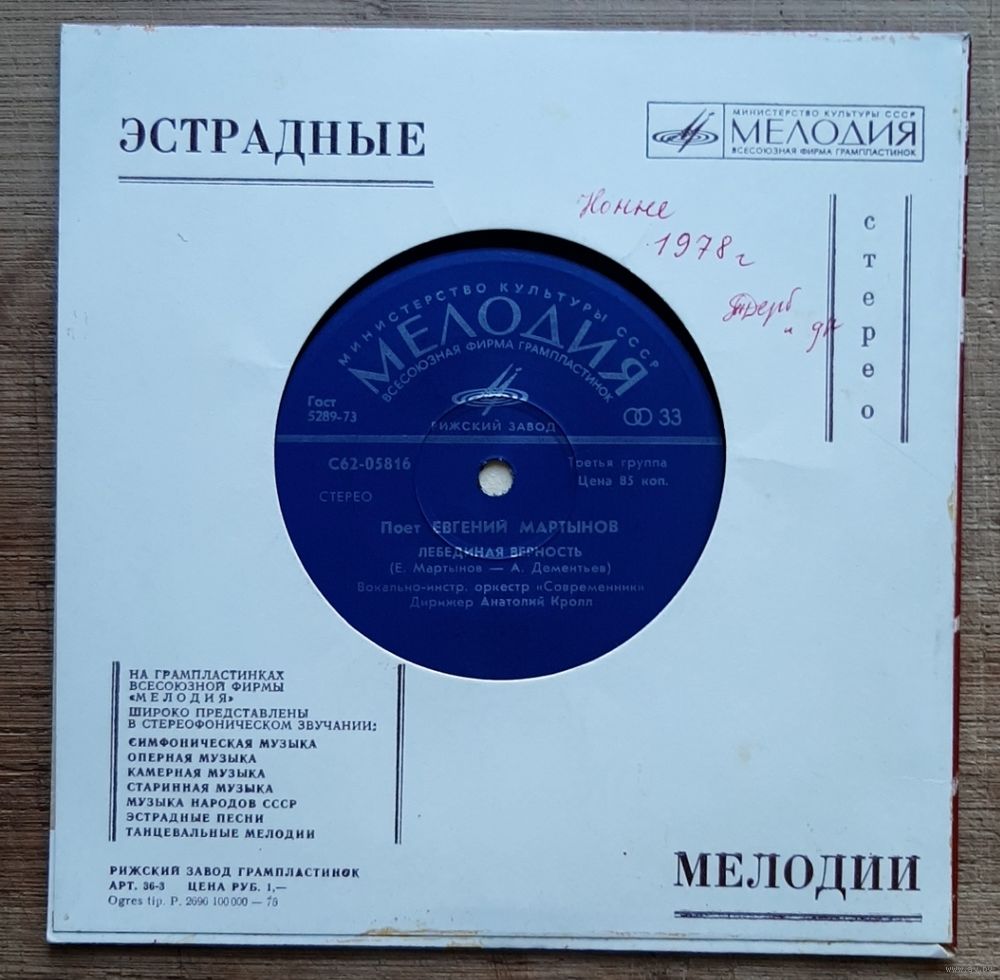 ЭСТРАДНЫЕ
МИНИСТЕРСТВО КУЛЬТУРЫ СССР
МЕЛОДИЯ
ВСЕСОЮЗНАЯ ФИРМА ГРАМПЛАСТИНОК
стерео
Нонне
1978 г
МИНИСТЕРСТВО КУЛЬТУРЫ СССР
МЕЛОДИЯ
ВСЕСОЮЗНАЯ ФИРМА ГРАМПЛАСТИНОК
Гост
5289-73
33
РИЖСКИЙ ЗАВОД
С62-05816
Третья группа
Цена 85 коп.
СТЕРЕО
Поет ЕВГЕНИЙ МАРТЫНОВ
ЛЕБЕДИНАЯ ВЕРНОСТЬ
(Е. Мартынов — А. Дементьев)
Вокально-инстр. оркестр «Современник»
Дирижер Анатолий Кролл
НА ГРАМПЛАСТИНКАХ
ВСЕСОЮЗНОЙ ФИРМЫ
«МЕЛОДИЯ»
ШИРОКО ПРЕДСТАВЛЕНЫ
В СТЕРЕОФОНИЧЕСКОМ ЗВУЧАНИИ:
СИМФОНИЧЕСКАЯ МУЗЫКА
ОПЕРНАЯ МУЗЫКА
КАМЕРНАЯ МУЗЫКА
СТАРИННАЯ МУЗЫКА
МУЗЫКА НАРОДОВ СССР
ЭСТРАДНЫЕ ПЕСНИ
ТАНЦЕВАЛЬНЫЕ МЕЛОДИИ
РИЖСКИЙ ЗАВОД ГРАМПЛАСТИНОК
АРТ. 36-3 ЦЕНА РУБ. 1,—
Ogres tip. P. 2696 100 000 — 76
МЕЛОДИИ